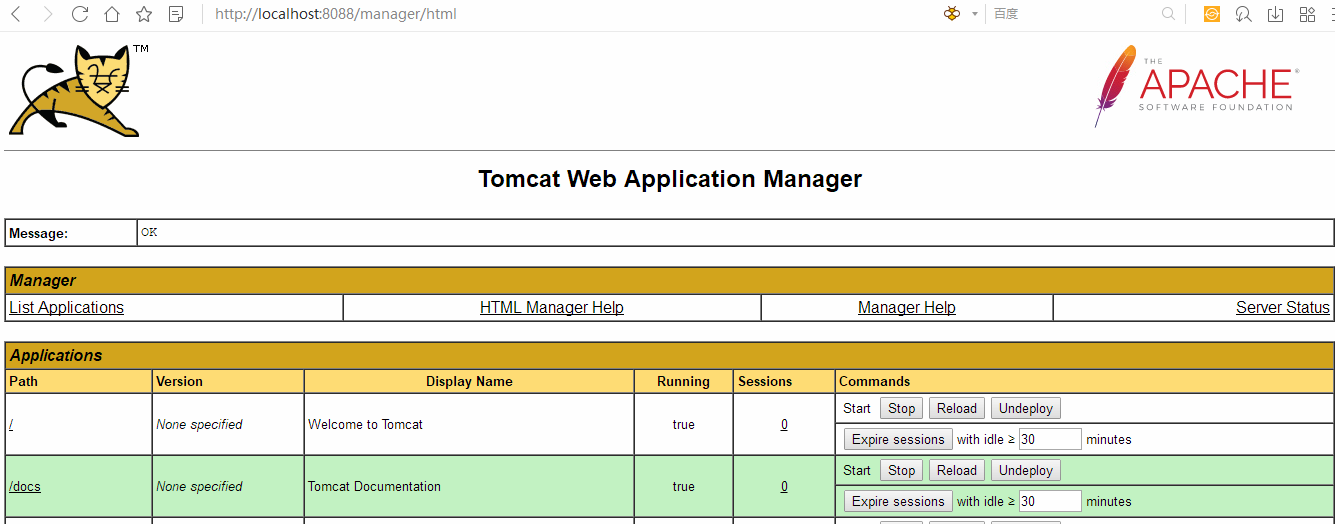 http://localhost:8088/manager/html 百度
TM
THE
APACHE®
SOFTWARE FOUNDATION
Tomcat Web Application Manager
Message: OK
Manager
List Applications HTML Manager Help Manager Help Server Status
Applications
Path Version Display Name Running Sessions Commands
/ None specified Welcome to Tomcat true 0 Start Stop Reload Undeploy
Expire sessions with idle ≥ 30 minutes
/docs None specified Tomcat Documentation true 0 Start Stop Reload Undeploy
Expire sessions with idle ≥ 30 minutes